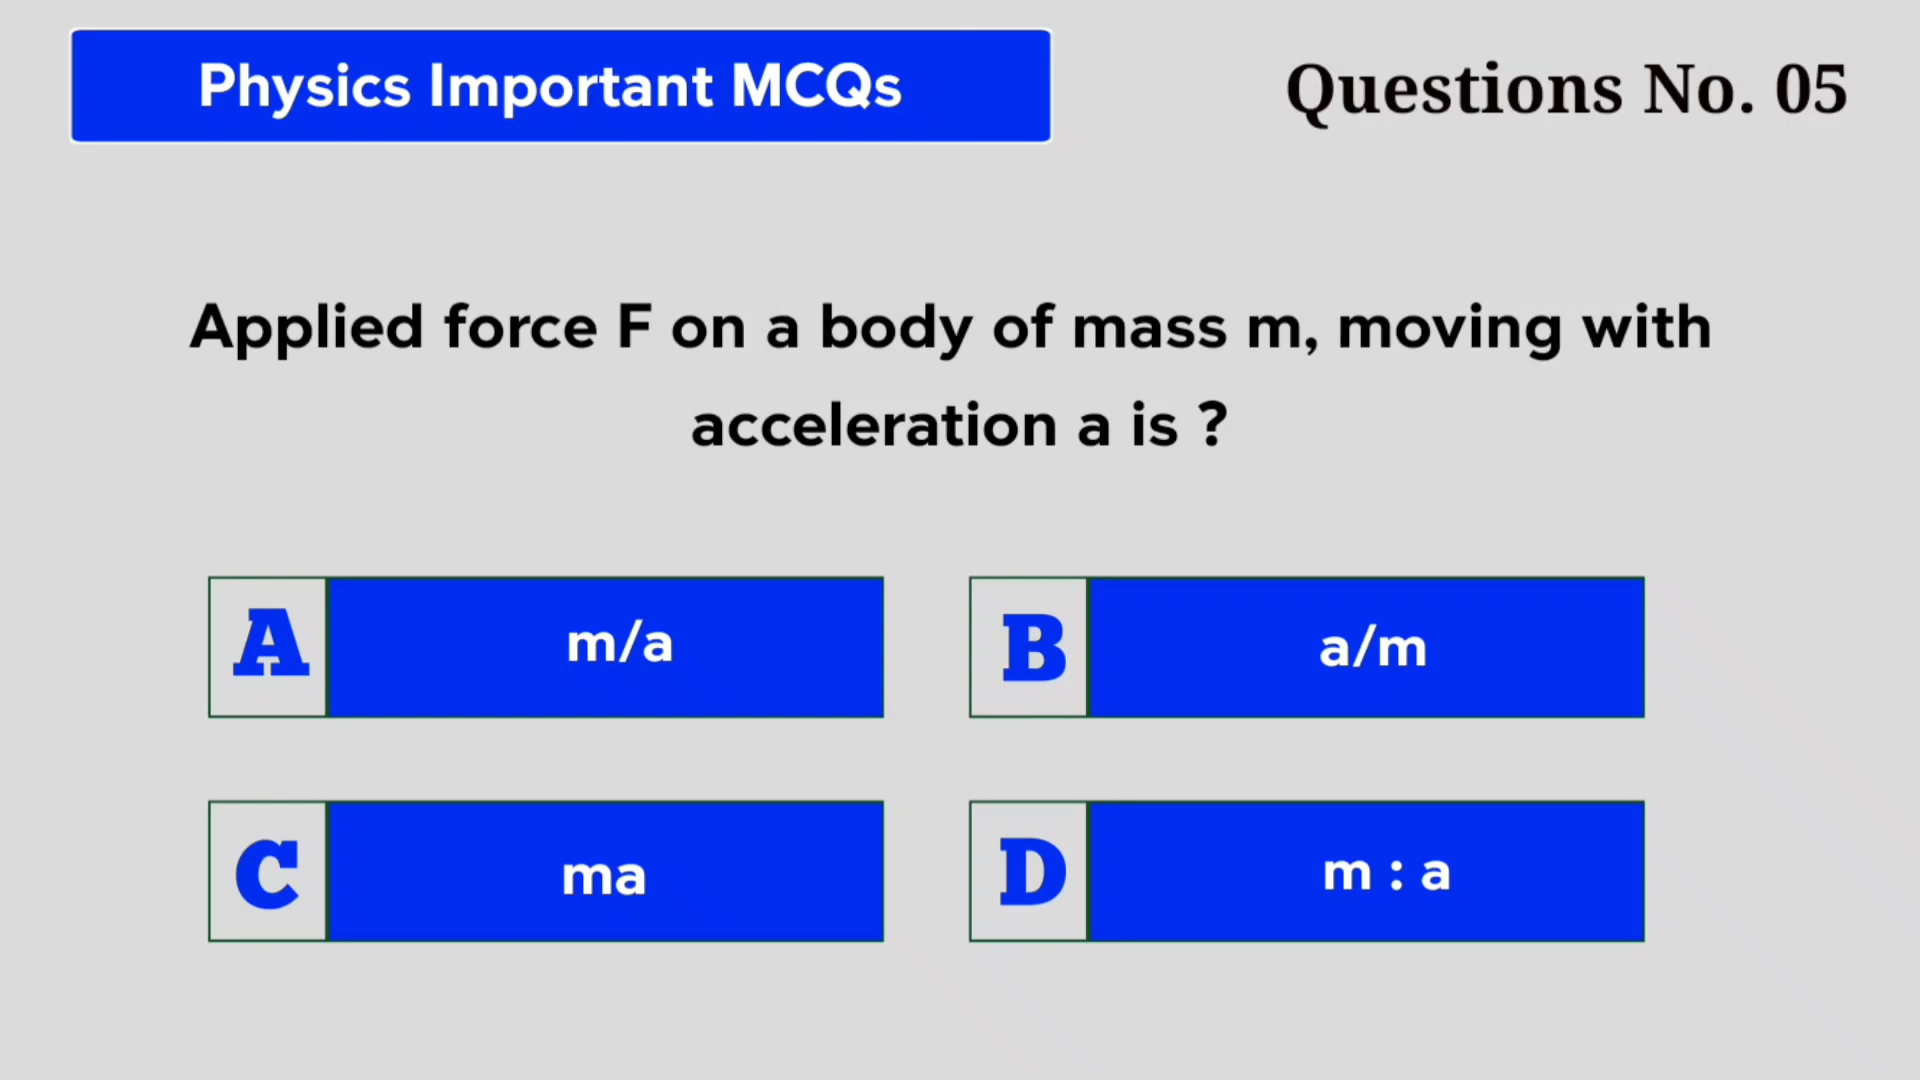 Physics Important MCQs
Questions No. 05
Applied force F on a body of mass m, moving with
acceleration a is ?
A m/a
B a/m
C ma
D m : a